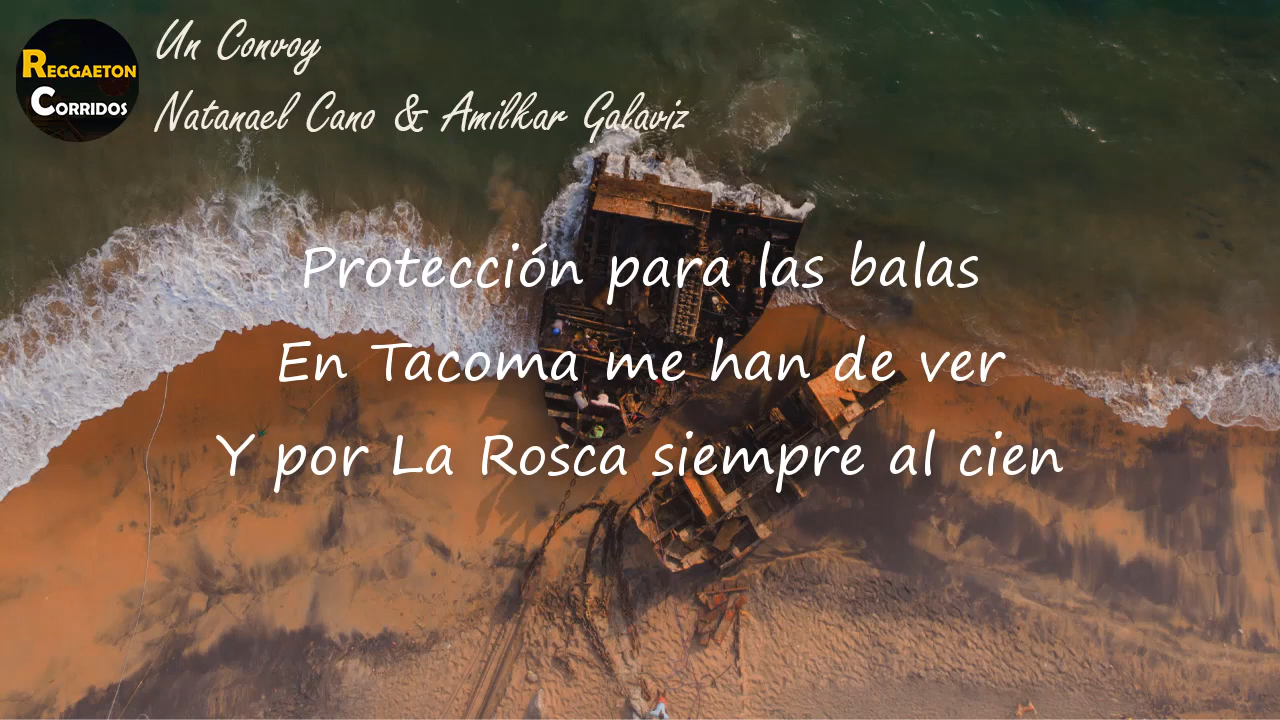 REGGAETON
CORRIDOS
Un Convoy
Natanael Cano & Amilkar Galaviz
Protección para las balas
En Tacoma me han de ver
Y por La Rosca siempre al cien